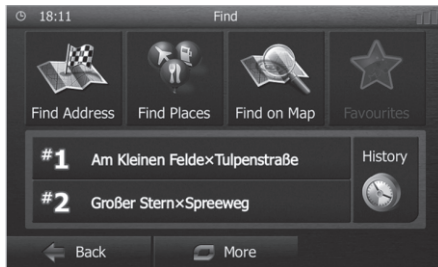 18:11 Find
Find Address Find Places Find on Map Favourites
#1 Am Kleinen Felde×Tulpenstraße History
#2 Großer Stern×Spreeweg
Back More